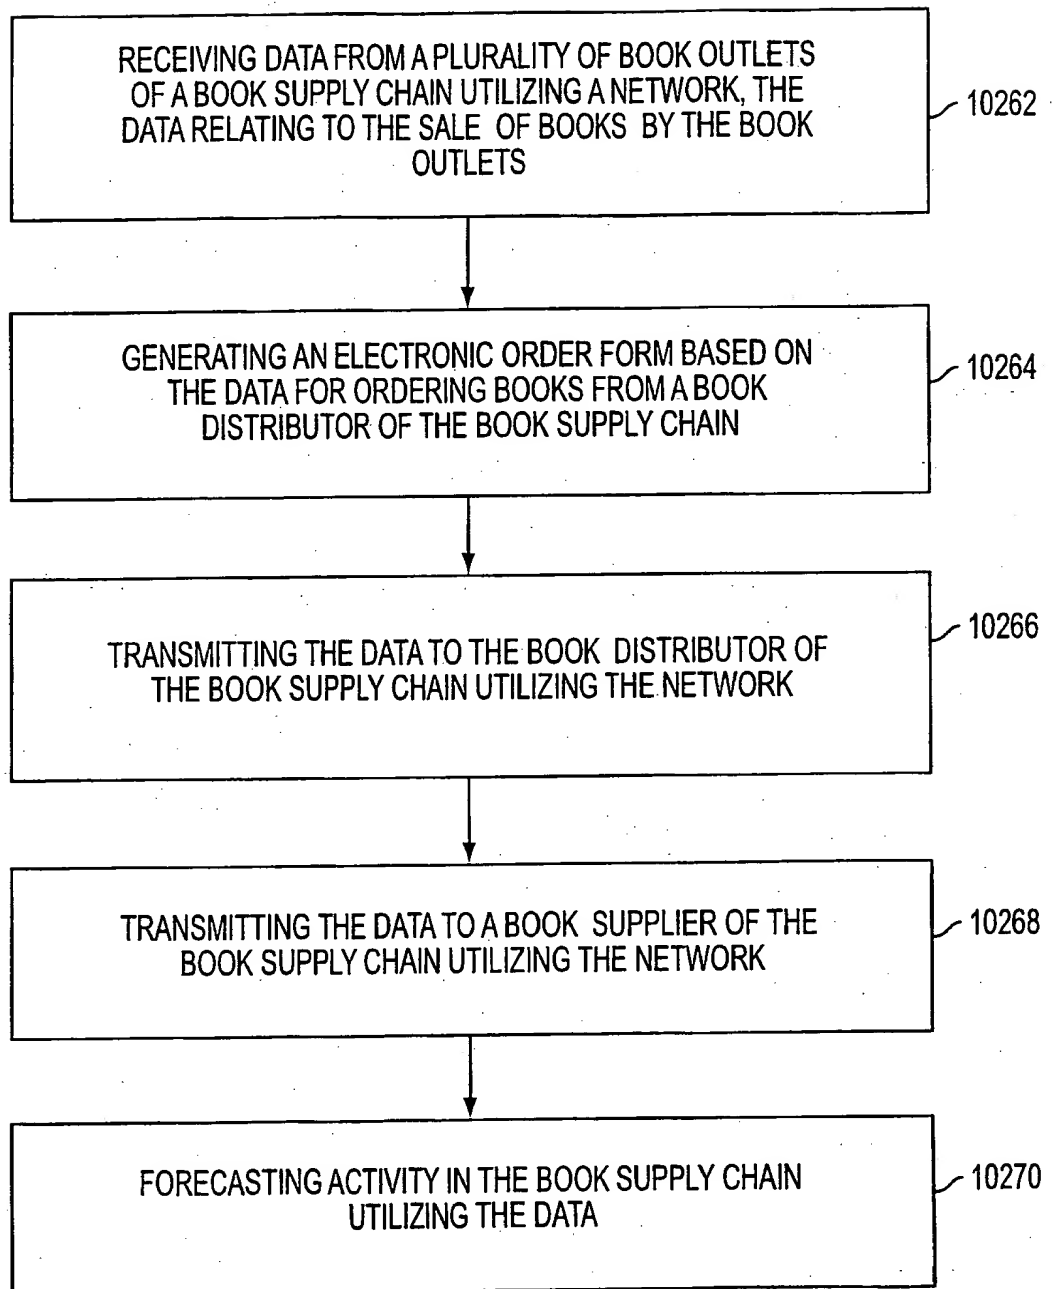 RECEIVING DATA FROM A PLURALITY OF BOOK OUTLETS
OF A BOOK SUPPLY CHAIN UTILIZING A NETWORK, THE
DATA RELATING TO THE SALE OF BOOKS BY THE BOOK
OUTLETS
10262
GENERATING AN ELECTRONIC ORDER FORM BASED ON
THE DATA FOR ORDERING BOOKS FROM A BOOK
DISTRIBUTOR OF THE BOOK SUPPLY CHAIN
10264
TRANSMITTING THE DATA TO THE BOOK DISTRIBUTOR OF
THE BOOK SUPPLY CHAIN UTILIZING THE NETWORK
10266
TRANSMITTING THE DATA TO A BOOK SUPPLIER OF THE
BOOK SUPPLY CHAIN UTILIZING THE NETWORK
10268
FORECASTING ACTIVITY IN THE BOOK SUPPLY CHAIN
UTILIZING THE DATA
10270